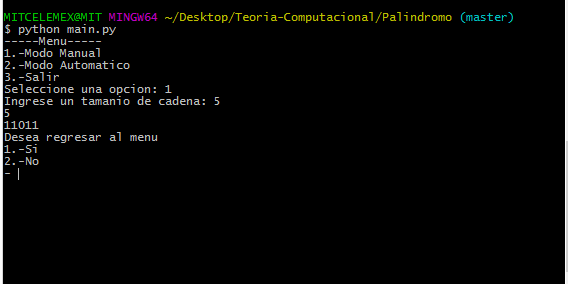 MITCELEMEX@MIT MINGW64 ~/Desktop/Teoria-Computacional/Palindromo (master)
$ python main.py
-----Menu-----
1.-Modo Manual
2.-Modo Automatico
3.-Salir
Seleccione una opcion: 1
Ingrese un tamanio de cadena: 5
5
11011
Desea regresar al menu
1.-Si
2.-No
-